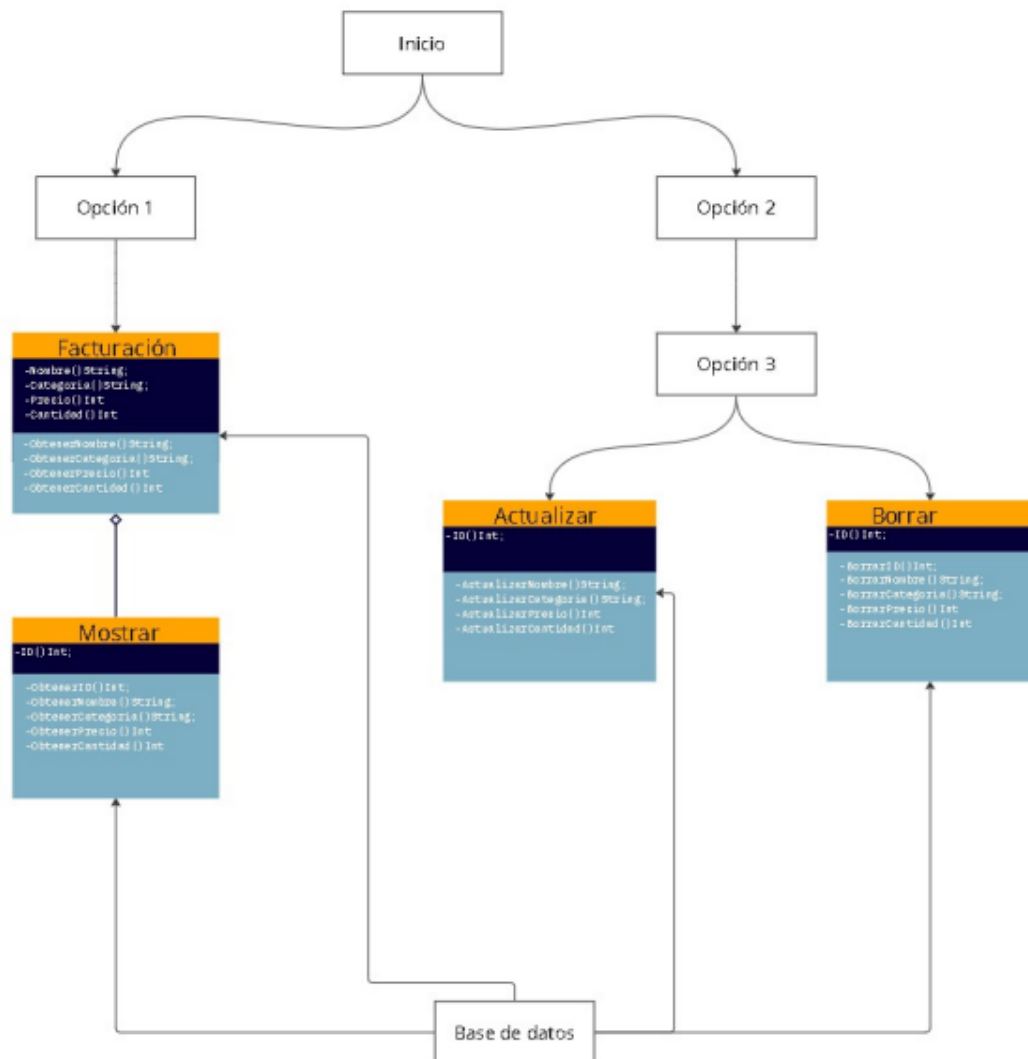 Inicio
Opción 1
Opción 2
Opción 3
Facturación
-Nombre()String;
-Categoria()String;
-Precio()Int
-Cantidad()Int
-ObtenerNombre()String;
-ObtenerCategoria()String;
-ObtenerPrecio()Int
-ObtenerCantidad()Int
Actualizar
-ID()Int;
-ActualizarNombre()String;
-ActualizarCategoria()String;
-ActualizarPrecio()Int
-ActualizarCantidad()Int
Borrar
-ID()Int;
-BorrarID()Int;
-BorrarNombre()String;
-BorrarCategoria()String;
-BorrarPrecio()Int
-BorrarCantidad()Int
Mostrar
-ID()Int;
-ObtenerID()Int;
-ObtenerNombre()String;
-ObtenerCategoria()String;
-ObtenerPrecio()Int
-ObtenerCantidad()Int
Base de datos